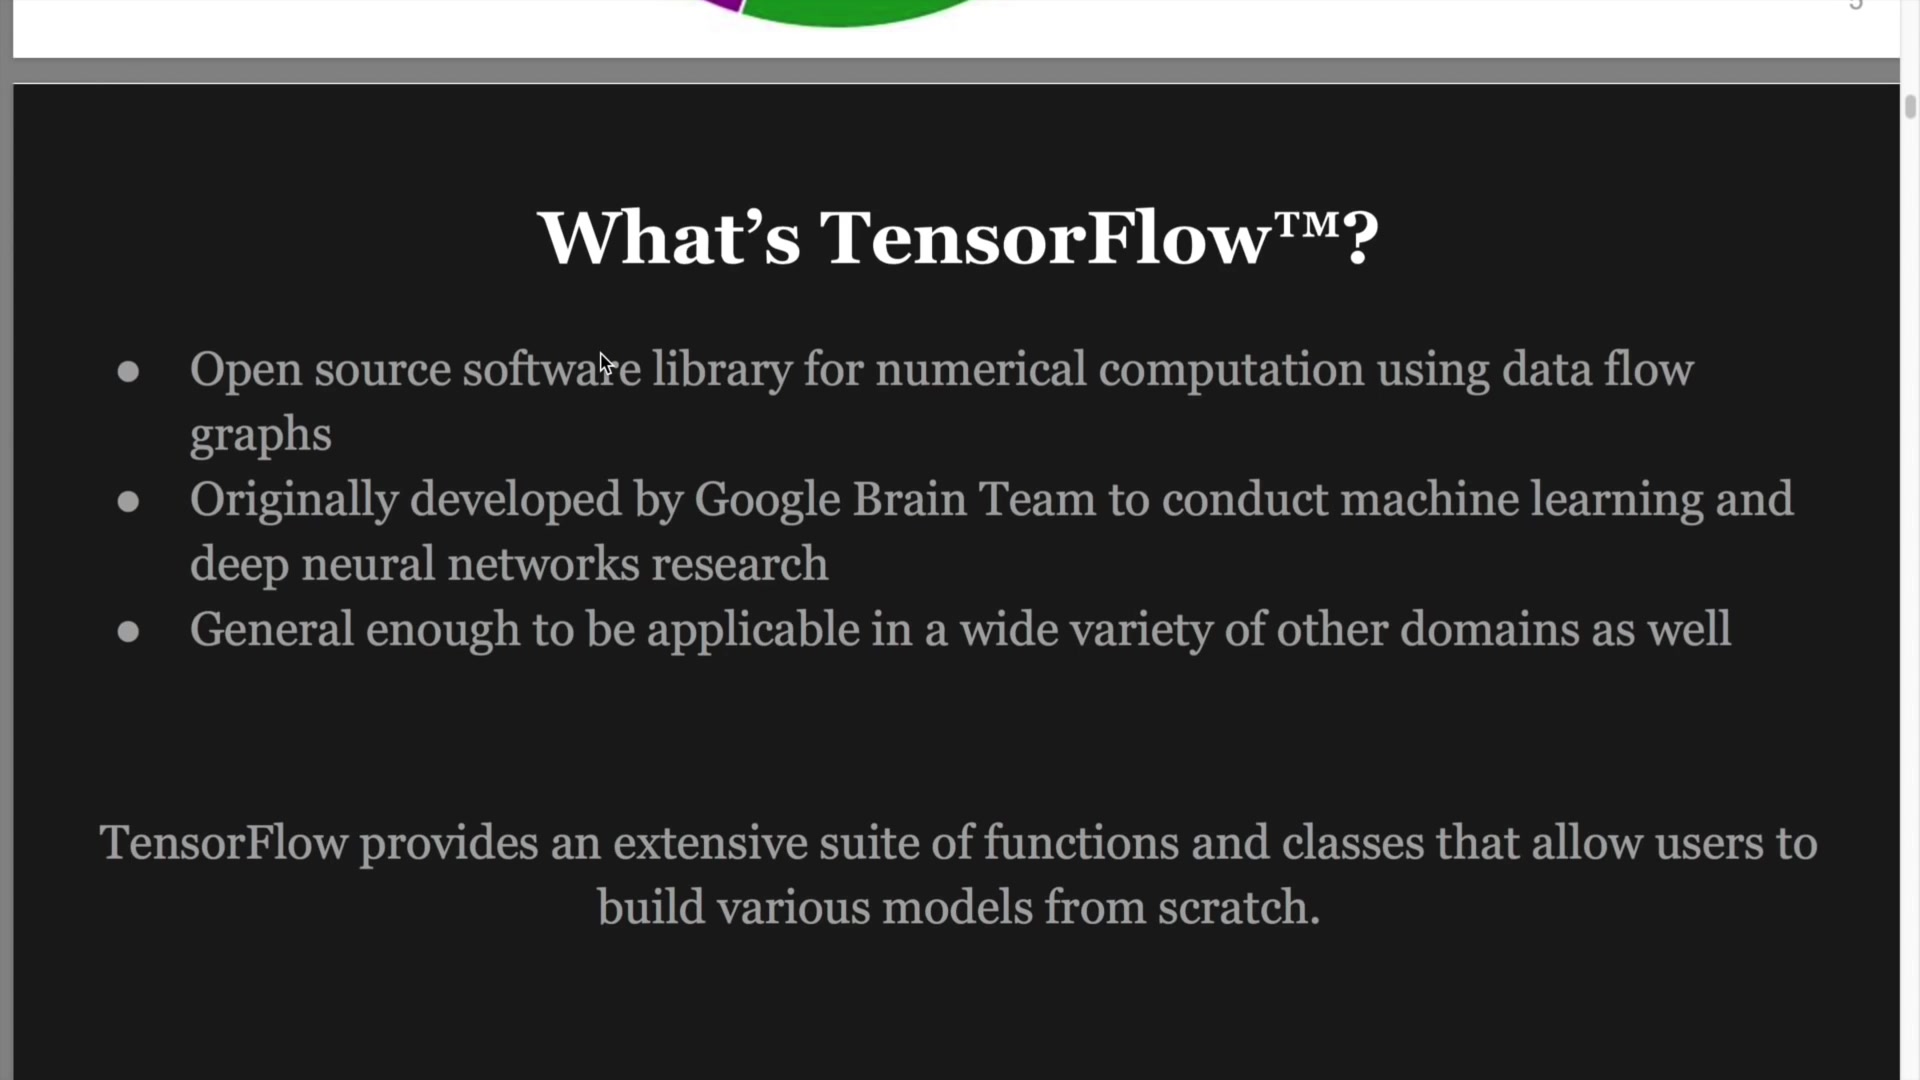 5
What's TensorFlow™?
● Open source software library for numerical computation using data flow
graphs
● Originally developed by Google Brain Team to conduct machine learning and
deep neural networks research
● General enough to be applicable in a wide variety of other domains as well
TensorFlow provides an extensive suite of functions and classes that allow users to
build various models from scratch.